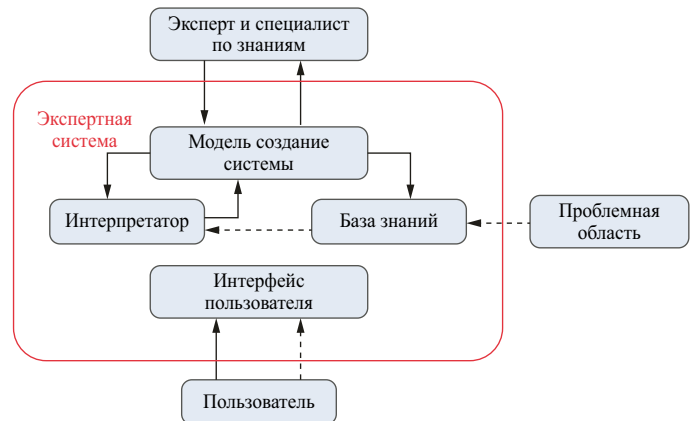 Эксперт и специалист
по знаниям
Экспертная
система
Модель создание
системы
Интерпретатор
База знаний
Проблемная
область
Интерфейс
пользователя
Пользователь